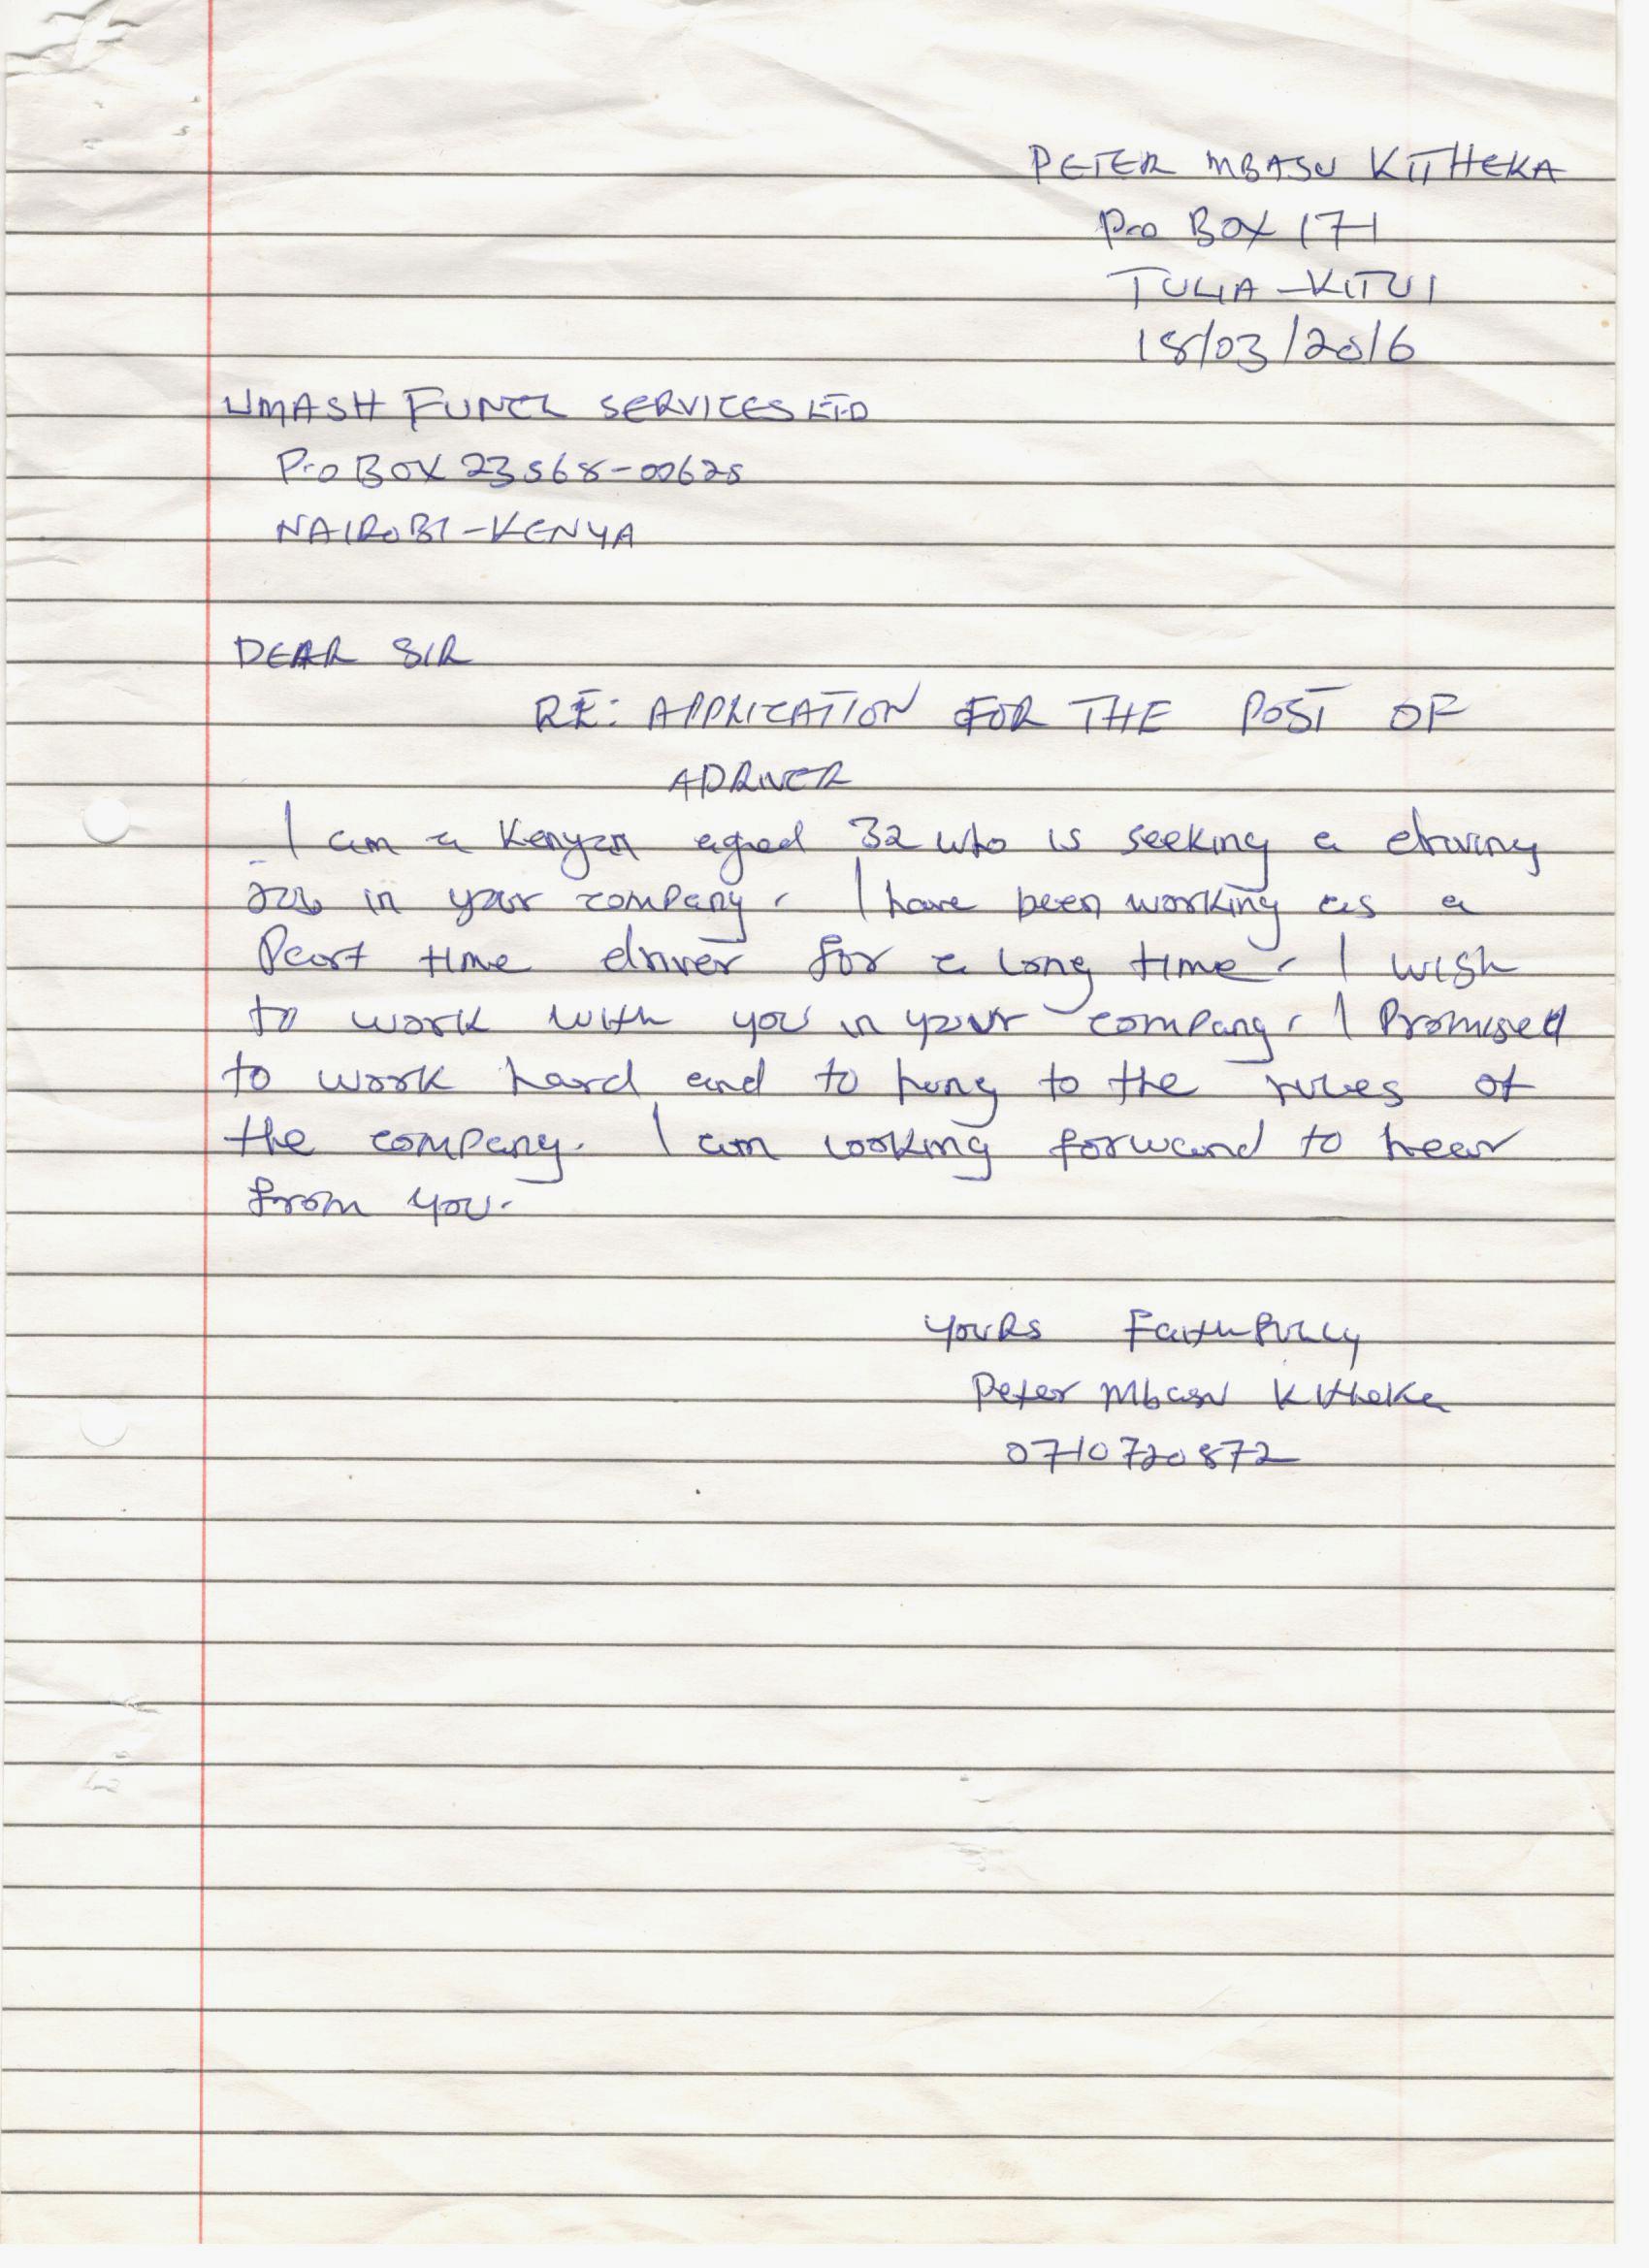 PETER MBASU KITHEKA
P.O BOX 171
TULIA-KITUI
18/03/2016
UMASH FUNEL SERVICES LTD
P.O BOX 23568-00625
NAIROBI-KENYA
DEAR SIR
RE: APPLICATION FOR THE POST OF
A DRIVER
I am a Kenyan aged 32 who is seeking a driving
job in your company. I have been working as a
Part time driver for a long time. I wish
to work with you in your company. I Promised
to work hard and to hung to the rules of
the company. I am looking forward to hear
from you.
YOURS Faithfully
Peter Mbasu Kitheka
0710720872